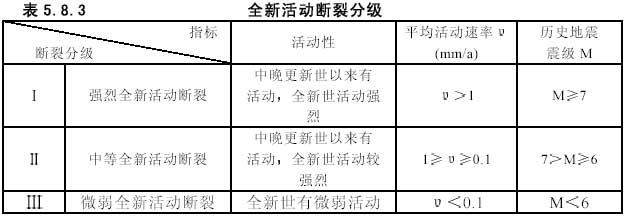 表 5.8.3 全新活动断裂分级
指标
断裂分级
活动性
平均活动速率 υ
(mm/a)
历史地震
震级 M
Ⅰ
强烈全新活动断裂
中晚更新世以来有
活动，全新世活动强
烈
υ＞1
M≥7
Ⅱ
中等全新活动断裂
中晚更新世以来有
活动，全新世活动较
强烈
1≥υ≥0.1
7＞M≥6
Ⅲ
微弱全新活动断裂
全新世有微弱活动
υ＜0.1
M＜6